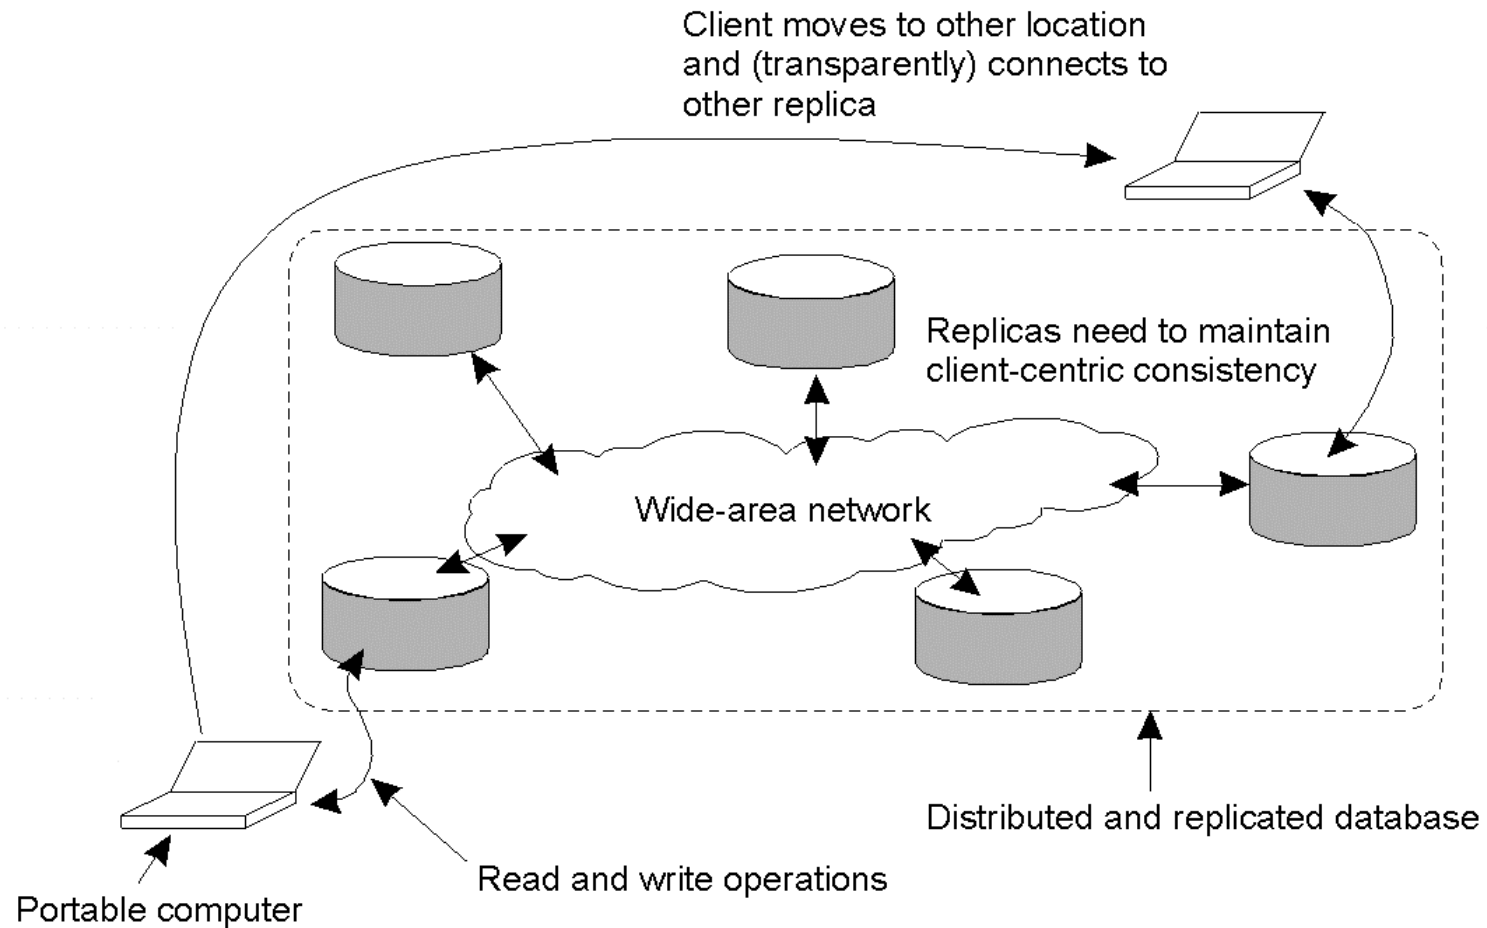 Client moves to other location
and (transparently) connects to
other replica
Replicas need to maintain
client-centric consistency
Wide-area network
Distributed and replicated database
Read and write operations
Portable computer